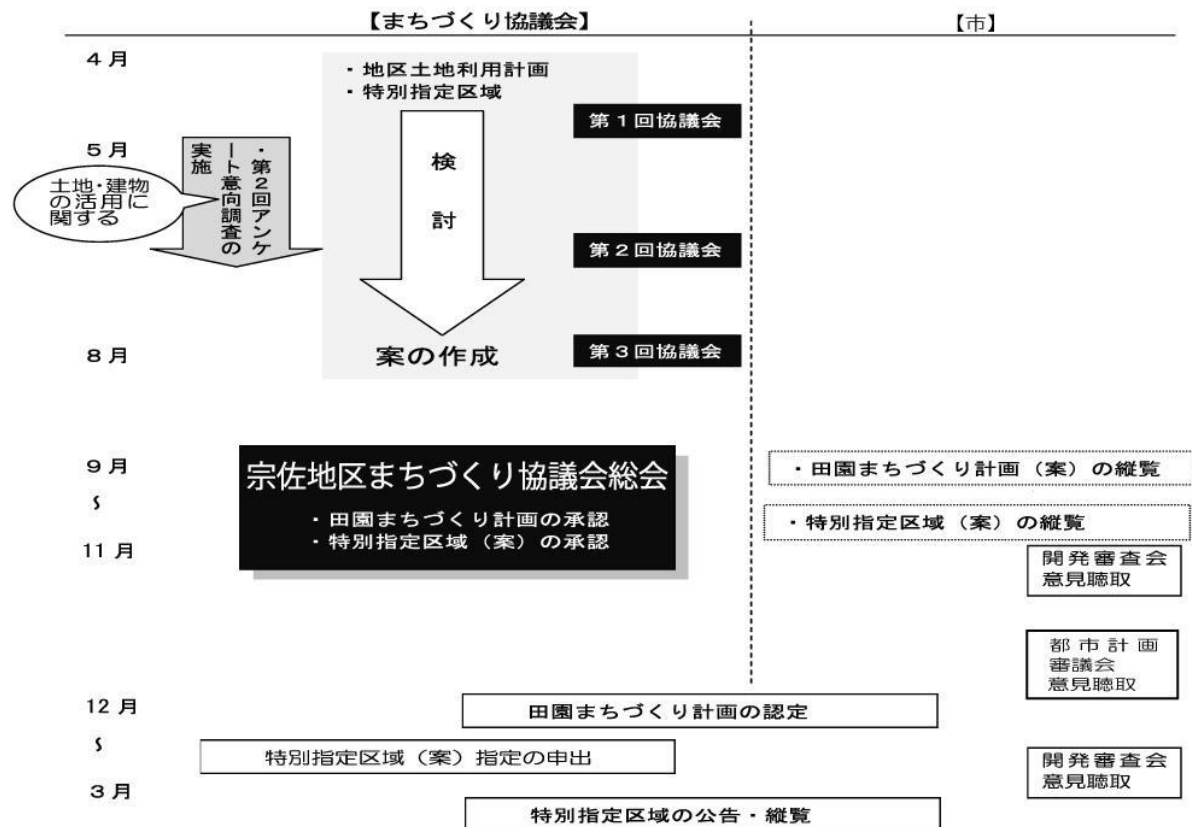 【まちづくり協議会】
【市】
4月
・地区土地利用計画
・特別指定区域
第1回協議会
5月
・第2回アンケ
ート意向調査の
実施
土地・建物
の活用に
関する
検
討
第2回協議会
8月
案の作成
第3回協議会
9月
~
11月
宗佐地区まちづくり協議会総会
・田園まちづくり計画の承認
・特別指定区域（案）の承認
・田園まちづくり計画（案）の縦覧
・特別指定区域（案）の縦覧
開発審査会
意見聴取
都市計画
審議会
意見聴取
12月
~
3月
田園まちづくり計画の認定
特別指定区域（案）指定の申出
開発審査会
意見聴取
特別指定区域の公告・縦覧